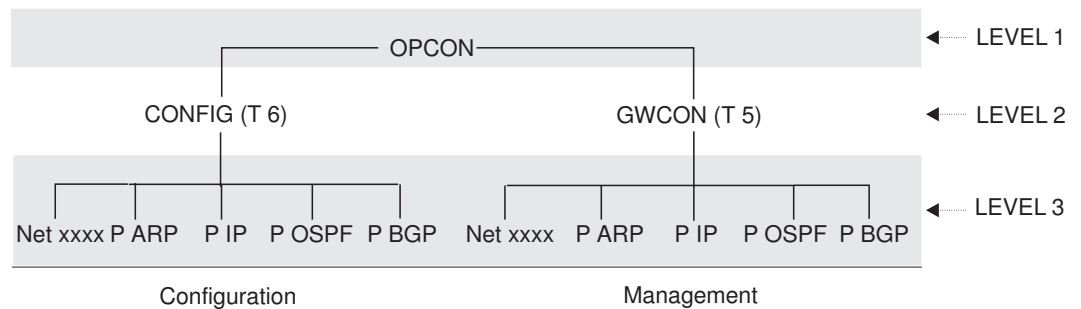 OPCON
LEVEL 1
CONFIG (T 6) GWCON (T 5)
LEVEL 2
Net xxxx P ARP P IP P OSPF P BGP Net xxxx P ARP P IP P OSPF P BGP
LEVEL 3
Configuration Management